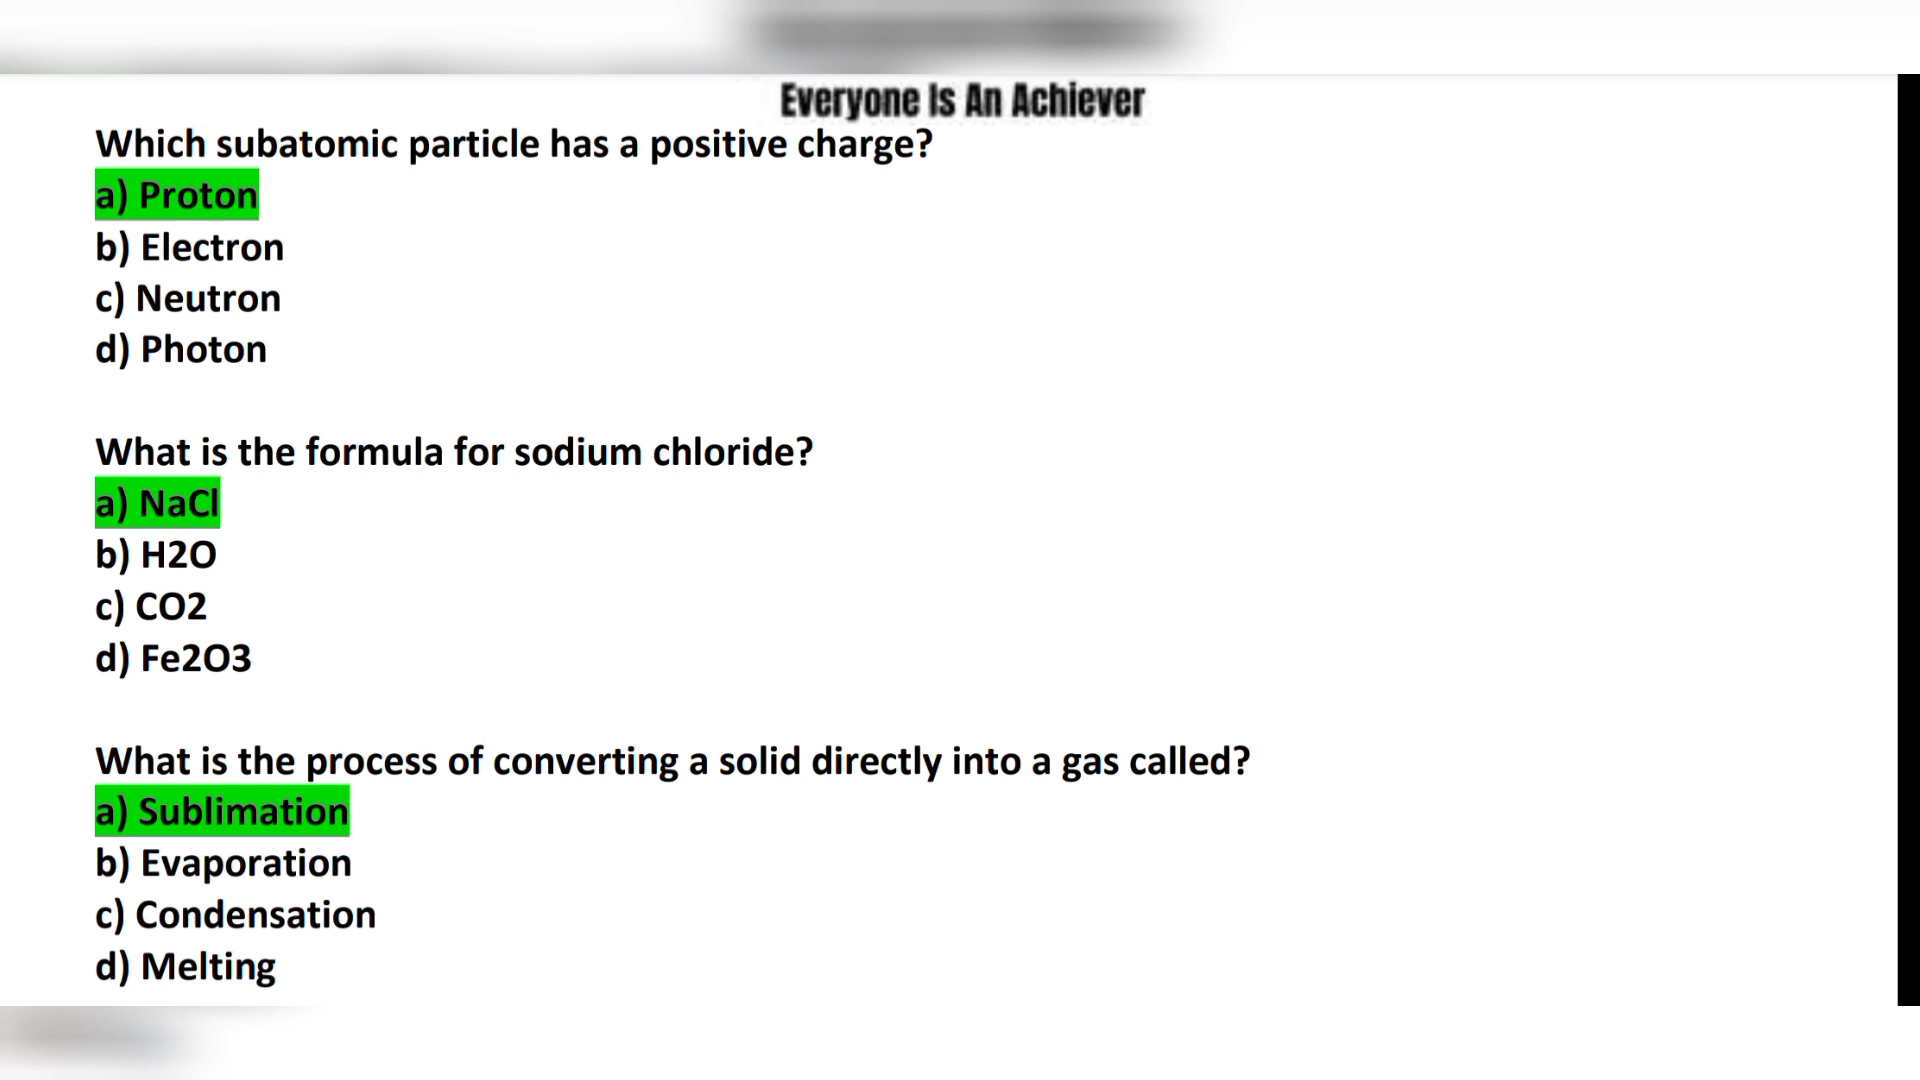 Everyone Is An Achiever
Which subatomic particle has a positive charge?
a) Proton
b) Electron
c) Neutron
d) Photon
What is the formula for sodium chloride?
a) NaCl
b) H2O
c) CO2
d) Fe2O3
What is the process of converting a solid directly into a gas called?
a) Sublimation
b) Evaporation
c) Condensation
d) Melting